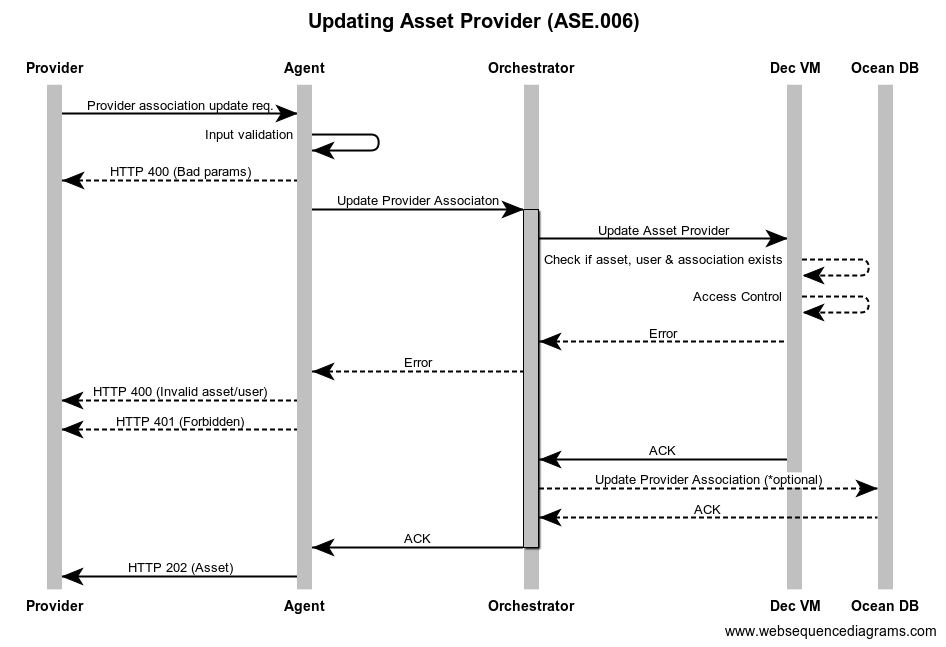 Updating Asset Provider (ASE.006)
Provider Agent Orchestrator Dec VM Ocean DB
Provider association update req.
Input validation
HTTP 400 (Bad params)
Update Provider Associaton
Update Asset Provider
Check if asset, user & association exists
Access Control
Error
Error
HTTP 400 (Invalid asset/user)
HTTP 401 (Forbidden)
ACK
Update Provider Association (*optional)
ACK
ACK
HTTP 202 (Asset)
Provider Agent Orchestrator Dec VM Ocean DB
www.websequencediagrams.com